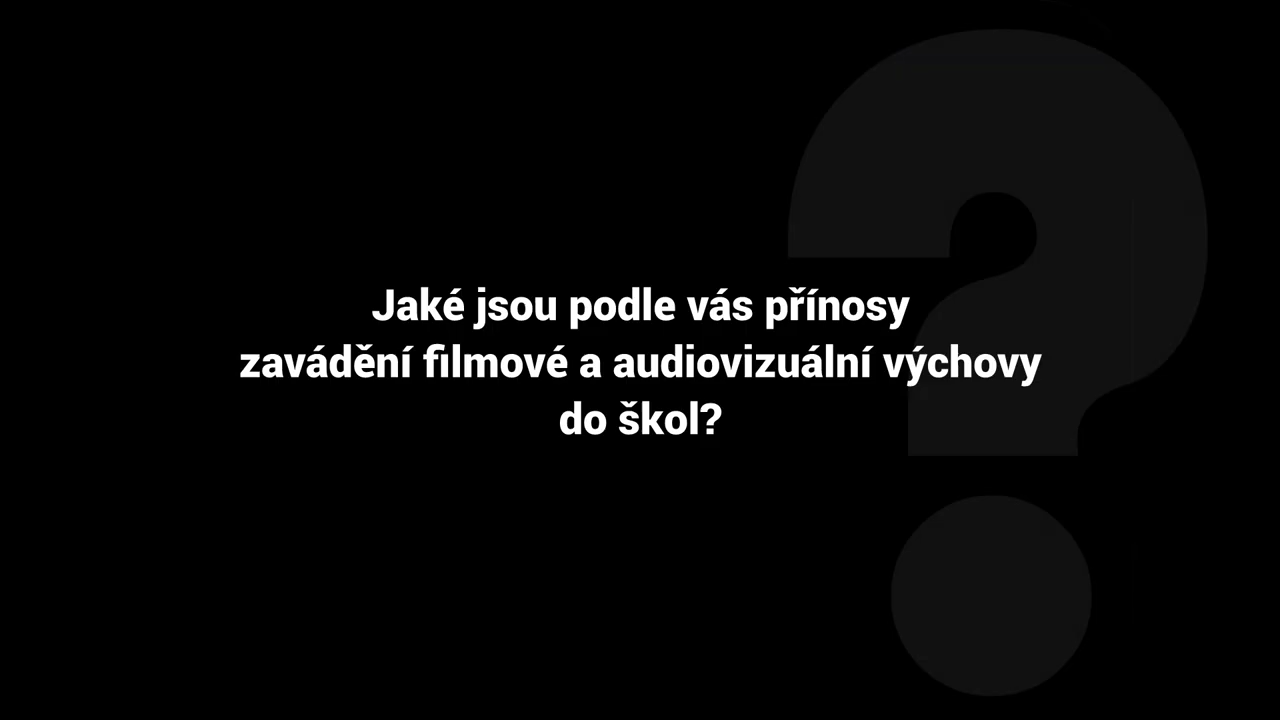 Jaké jsou podle vás přínosy
zavádění filmové a audiovizuální výchovy
do škol?